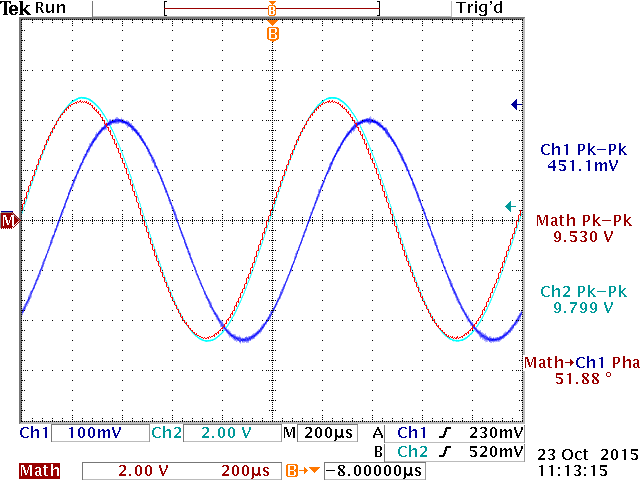 Tek Run Trig'd
B
B
Ch1 Pk-Pk
451.1mV
M
Math Pk-Pk
9.530 V
Ch2 Pk-Pk
9.799 V
Math→Ch1 Pha
51.88 °
Ch1 100mV Ch2 2.00 V M 200µs A Ch1 ƒ 230mV
B Ch2 ƒ 520mV
Math 2.00 V 200µs B→▼ -8.00000µs
23 Oct 2015
11:13:15